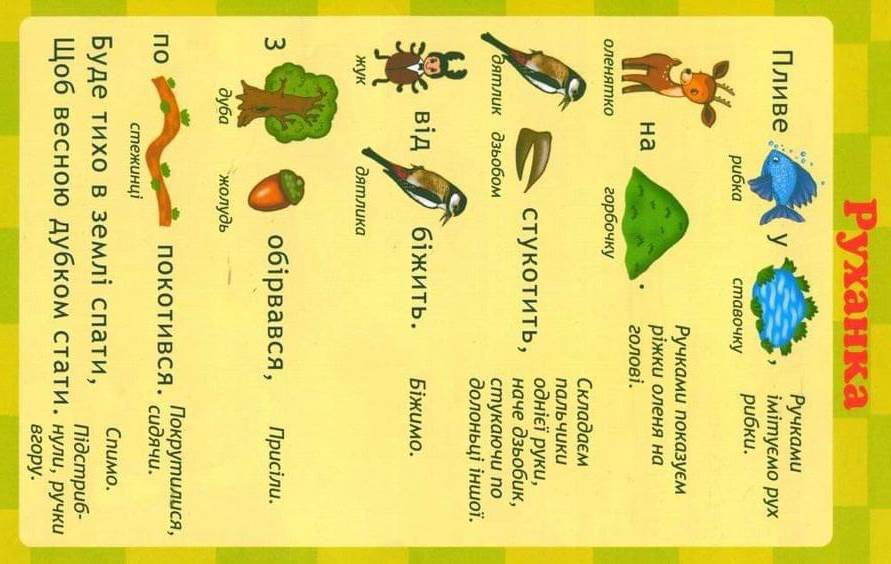 Руханка
Пливе у ,
рибка ставочку
Ручками
імітуємо рух
рибки.
на .
оленятко горбочку
Ручками показуєм
ріжки оленя на
голові.
стукотить,
дятлик дзьобом
Складаєм
пальчики
однієї руки,
наче дзьобик,
стукаючи по
долоньці іншої.
від біжить.
жук дятлика
Біжимо.
З обірвався,
дуба жолудь
Присіли.
по покотився.
стежинці
Покрутилися,
сидячи.
Буде тихо в землі спати,
Спимо.
Щоб весною дубком стати.
Підстриб-
нули, ручки
вгору.